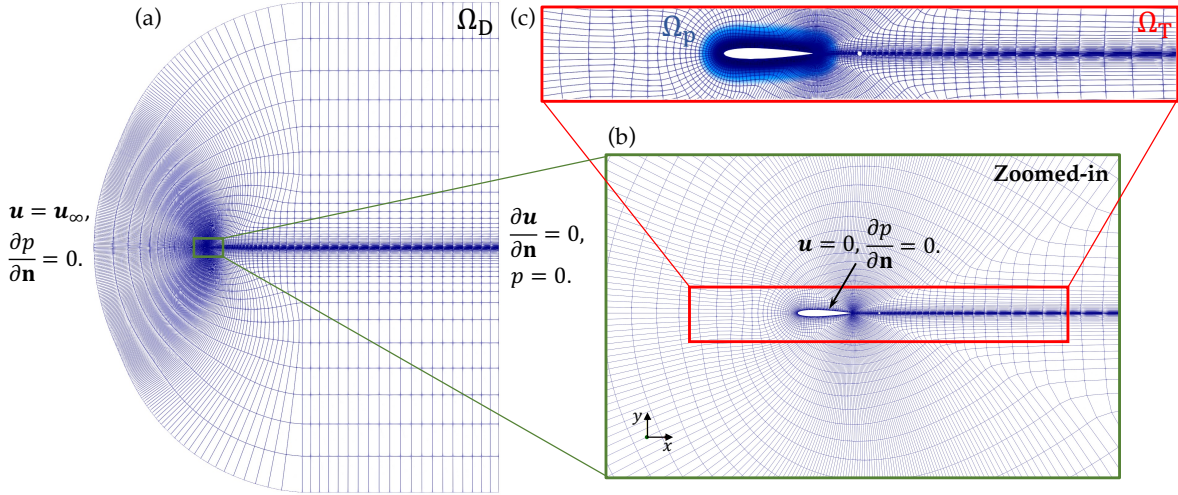 (a)
Ω_D
(c)
Ω_p
Ω_T
(b)
Zoomed-in
u = u_∞,
∂p/∂n = 0.
∂u/∂n = 0,
p = 0.
u = 0, ∂p/∂n = 0.
y
x